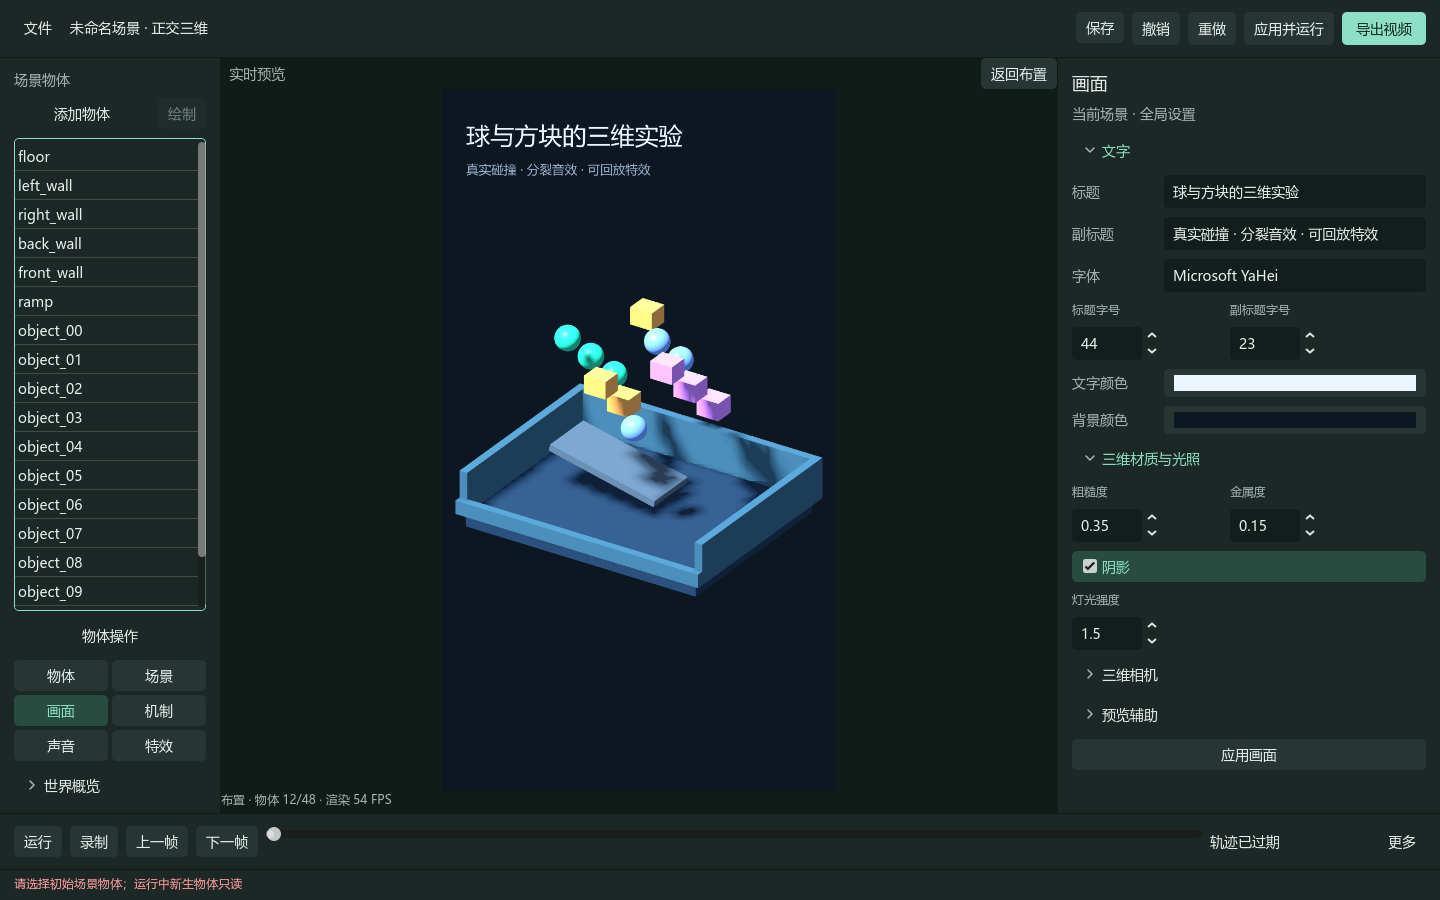 文件 未命名场景 · 正交三维 保存 撤销 重做 应用并运行 导出视频
场景物体
添加物体 绘制
floor
left_wall
right_wall
back_wall
front_wall
ramp
object_00
object_01
object_02
object_03
object_04
object_05
object_06
object_07
object_08
object_09
物体操作
物体 场景
画面 机制
声音 特效
世界概览
实时预览 返回布置
球与方块的三维实验
真实碰撞 · 分裂音效 · 可回放特效
布置 · 物体 12/48 · 渲染 54 FPS
画面
当前场景 · 全局设置
文字
标题 球与方块的三维实验
副标题 真实碰撞 · 分裂音效 · 可回放特效
字体 Microsoft YaHei
标题字号 副标题字号
44 23
文字颜色
背景颜色
三维材质与光照
粗糙度 金属度
0.35 0.15
阴影
灯光强度
1.5
三维相机
预览辅助
应用画面
运行 录制 上一帧 下一帧 轨迹已过期 更多
请选择初始场景物体；运行中新生物体只读